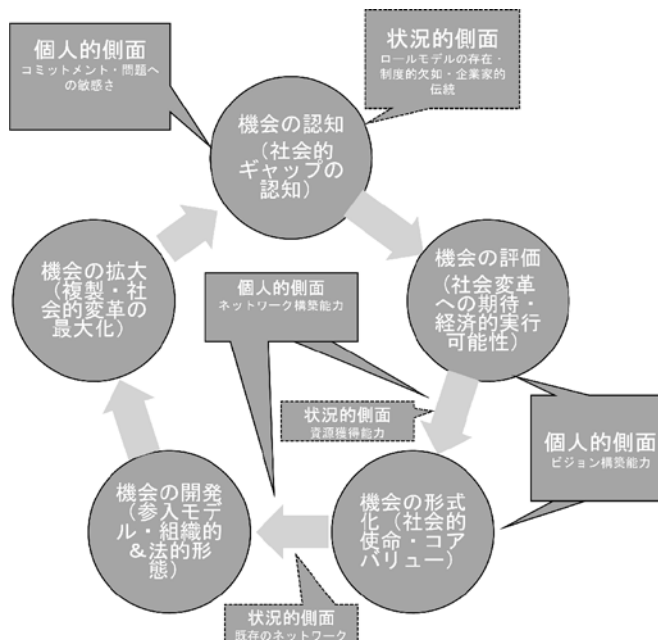 個人的側面
コミットメント・問題へ
の敏感さ
状況的側面
ロールモデルの存在・
制度的欠如・企業家的
伝統
機会の認知
（社会的
ギャップの
認知）
機会の評価
（社会変革
への期待・
経済的実行
可能性）
機会の拡大
（複製・社
会的変革の
最大化）
個人的側面
ネットワーク構築能力
状況的側面
資源獲得能力
個人的側面
ビジョン構築能力
機会の開発
（参入モデ
ル・組織的
＆法的形
態）
機会の形式
化（社会的
使命・コア
バリュー）
状況的側面
既存のネットワーク